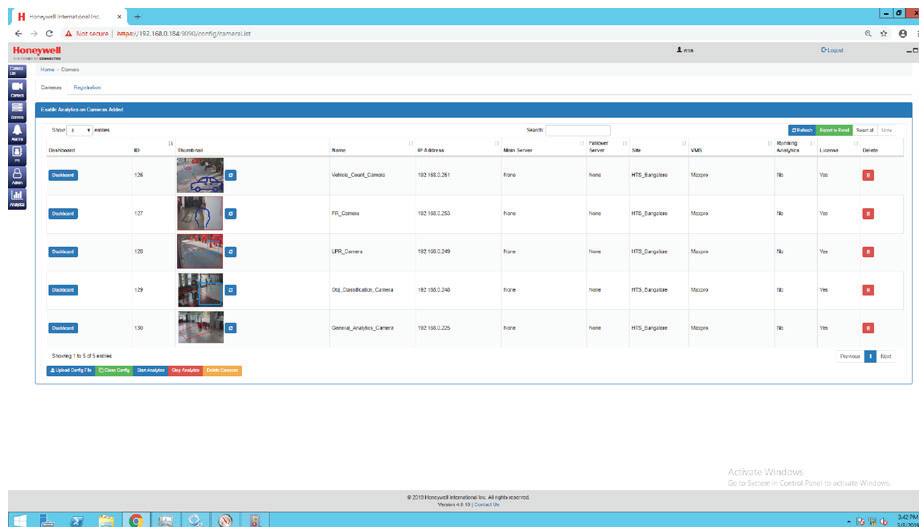 Honeywell International Inc.
Not secure | https://192.168.0.184:9090/config/cameraList
Honeywell
Logout
Home - Camera
Cameras Registration
Enable Analytics on Cameras Added
Show entries Search: Refresh Export to Excel Select all None
Dashboard ID Thumbnail Name IP Address Main Server Failover Server Site VMS Running Analytics License Delete
Dashboard 126 Vehicle_Count_Camera 192.168.0.251 None None HTS_Bangalore Maxpro No Yes
Dashboard 127 FR_Camera 192.168.0.253 None None HTS_Bangalore Maxpro No Yes
Dashboard 128 LPR_Camera 192.168.0.249 None None HTS_Bangalore Maxpro No Yes
Dashboard 129 Obj_Classification_Camera 192.168.0.246 None None HTS_Bangalore Maxpro No Yes
Dashboard 130 General_Analytics_Camera 192.168.0.225 None None HTS_Bangalore Maxpro No Yes
Showing 1 to 5 of 5 entries Previous 1 Next
Upload Config File Clone Config Start Analytics Stop Analytics Delete Cameras
Activate Windows
Go to System in Control Panel to activate Windows.
© 2019 Honeywell International Inc. All rights reserved.
Contact Us
3:42 PM